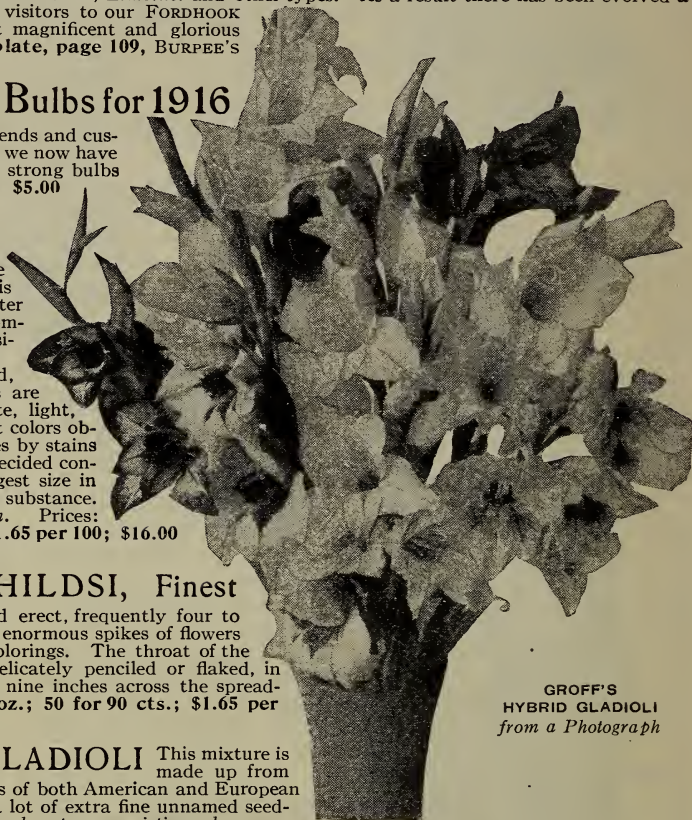 visitors to our FORDHOOK
magnificent and glorious
late, page 109, BURPEE'S
Bulbs for 1916
ends and cus-
we now have
strong bulbs
$5.00
is
ter
m-
si-
d,
are
te, light,
colors ob-
es by stains
ecided con-
gest size in
substance.
Prices:
.65 per 100; $16.00
HILDSI, Finest
d erect, frequently four to
enormous spikes of flowers
olorings. The throat of the
elicately penciled or flaked, in
nine inches across the spread-
oz.; 50 for 90 cts.; $1.65 per
GROFF'S
HYBRID GLADIOLI
from a Photograph
LADIOLI This mixture is
made up from
s of both American and European
lot of extra fine unnamed seed-